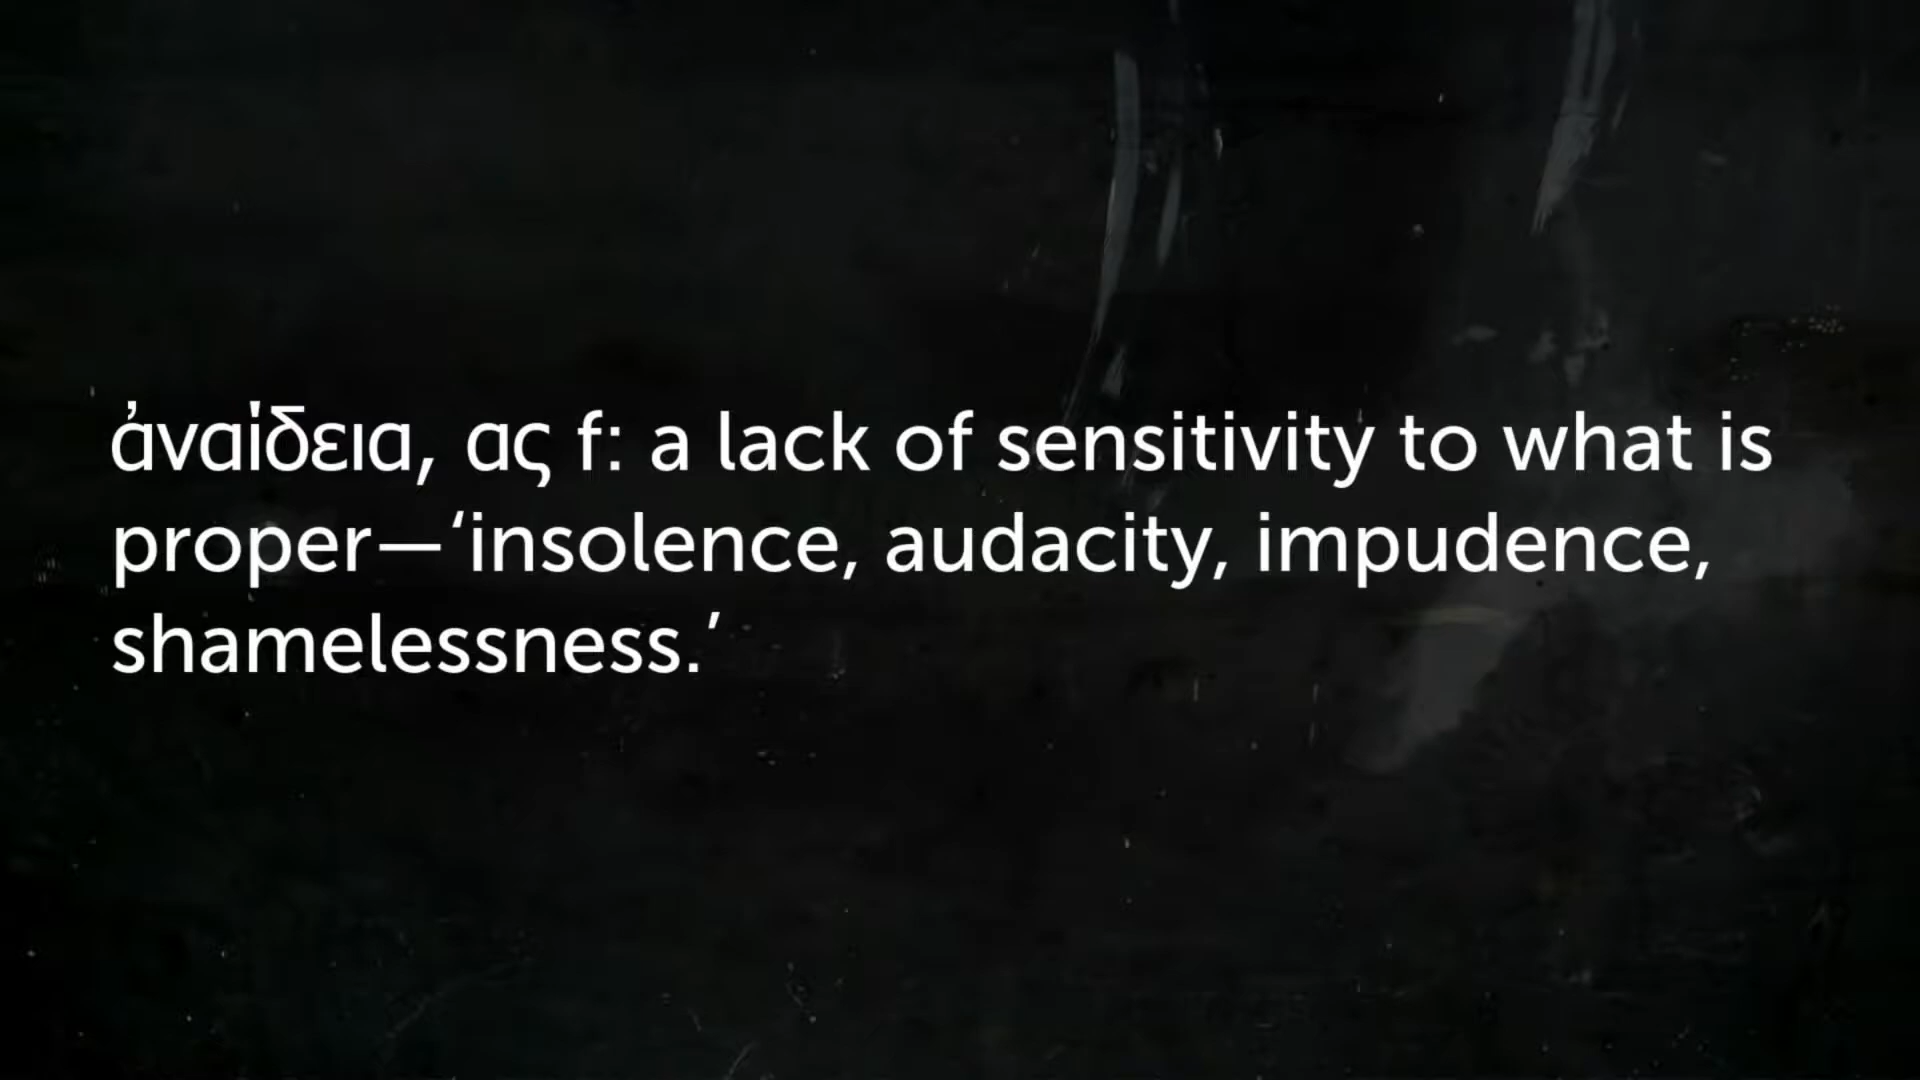 ἀναίδεια, ας f: a lack of sensitivity to what is
proper—‘insolence, audacity, impudence,
shamelessness.’